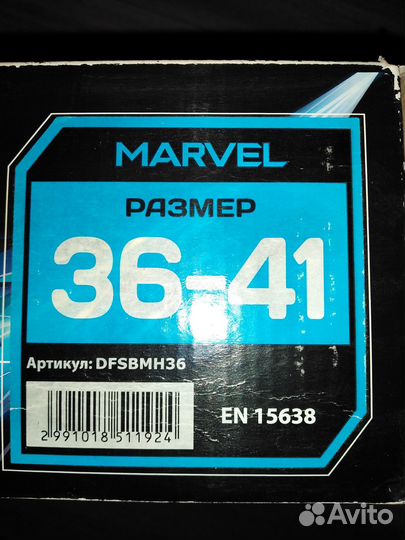 MARVEL
РАЗМЕР
36-41
Артикул: DFSBMH36
2 991018 511924
EN 15638
Avito